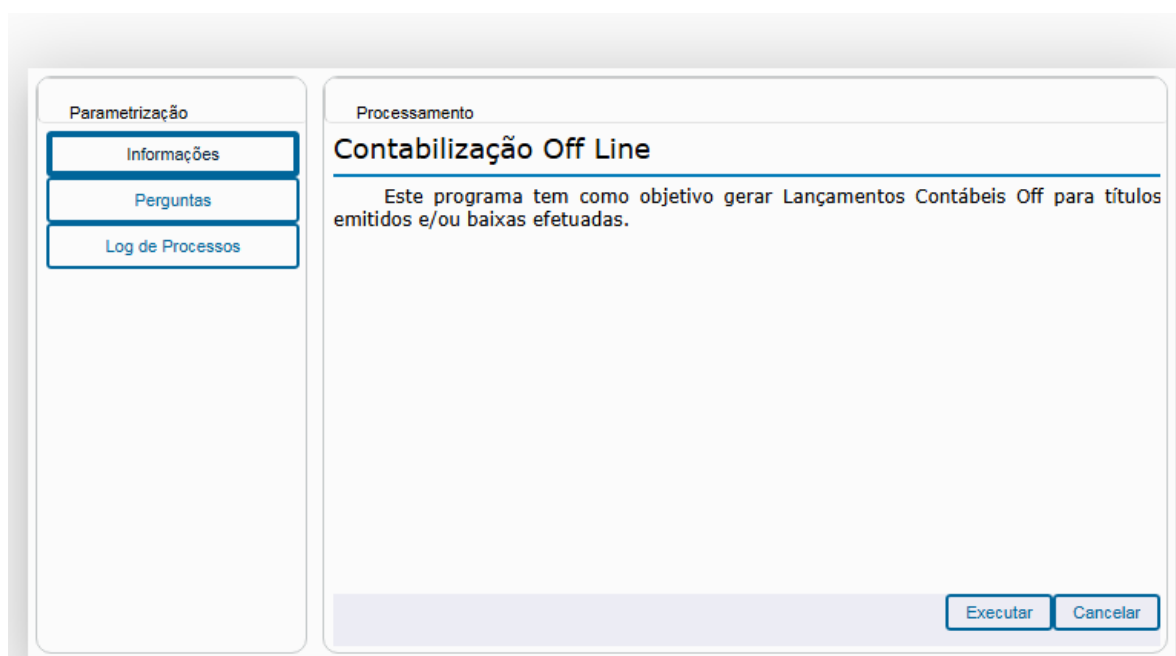 Parametrização
Informações
Perguntas
Log de Processos
Processamento
Contabilização Off Line
Este programa tem como objetivo gerar Lançamentos Contábeis Off para títulos
emitidos e/ou baixas efetuadas.
Executar
Cancelar